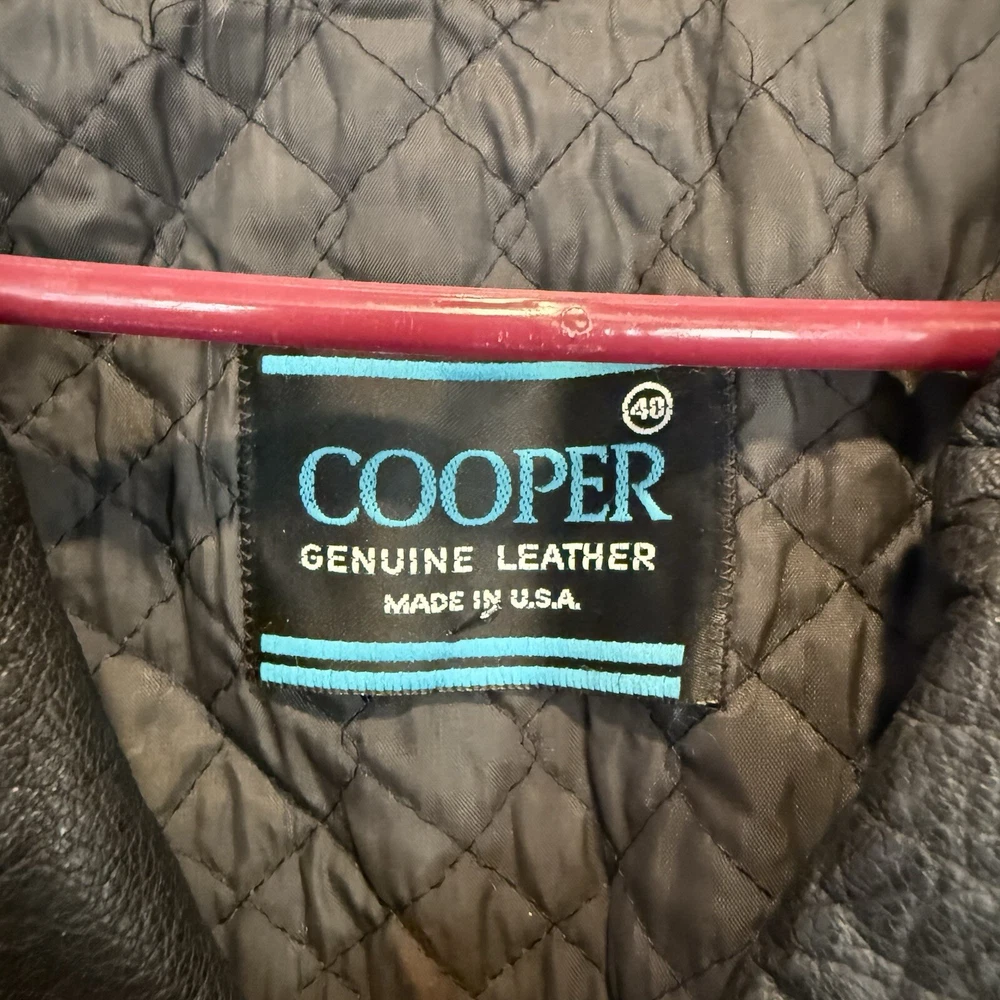 40
COOPER
GENUINE LEATHER
MADE IN U.S.A.